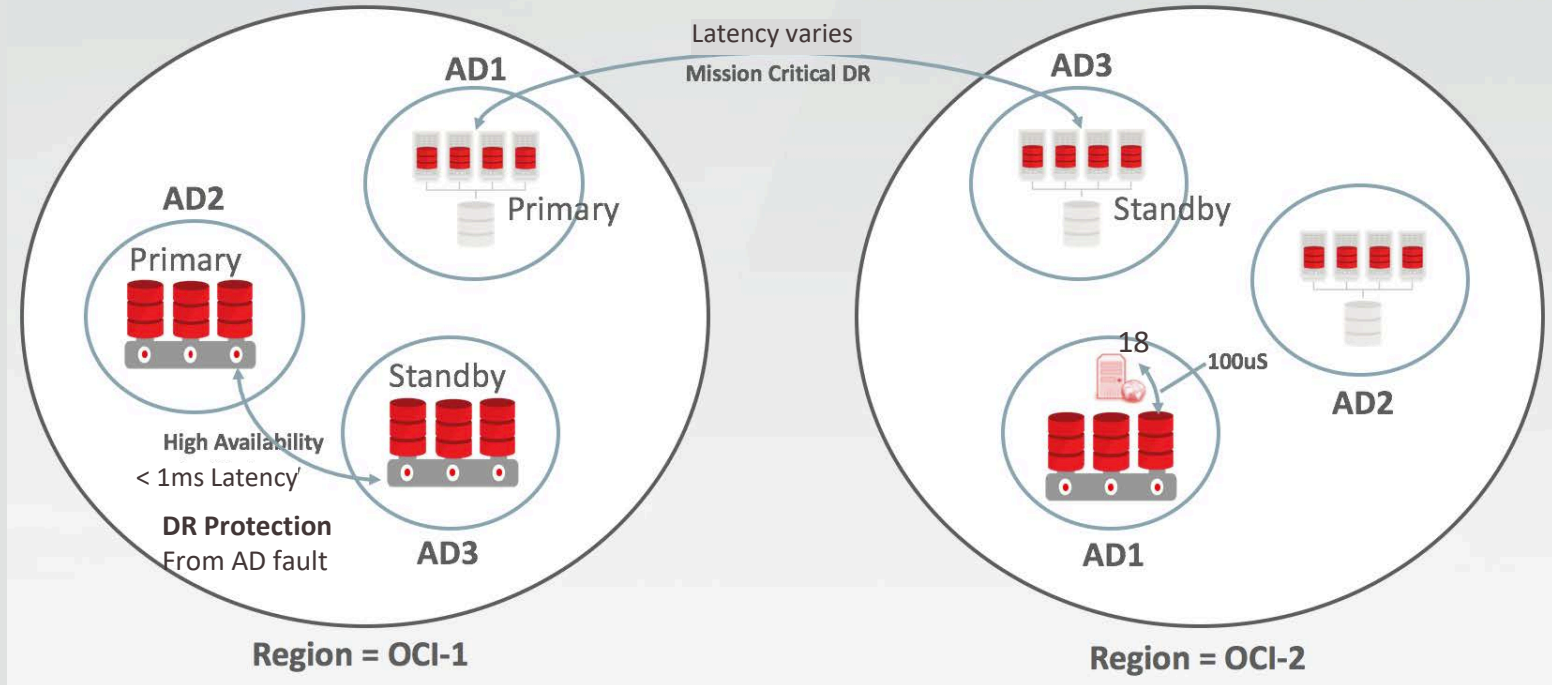 Latency varies
Mission Critical DR
AD1
Primary
AD2
Primary
High Availability
< 1ms Latency
DR Protection
From AD fault
Standby
AD3
Region = OCI-1
AD3
Standby
AD2
18
100uS
AD1
Region = OCI-2